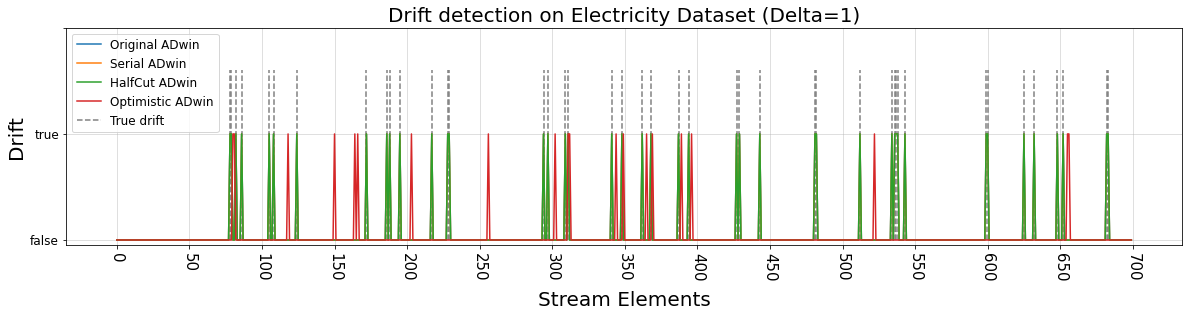 Drift detection on Electricity Dataset (Delta=1)
Original ADwin
Serial ADwin
HalfCut ADwin
Optimistic ADwin
True drift
Drift
true
false
0
50
100
150
200
250
300
350
400
450
500
550
600
650
700
Stream Elements